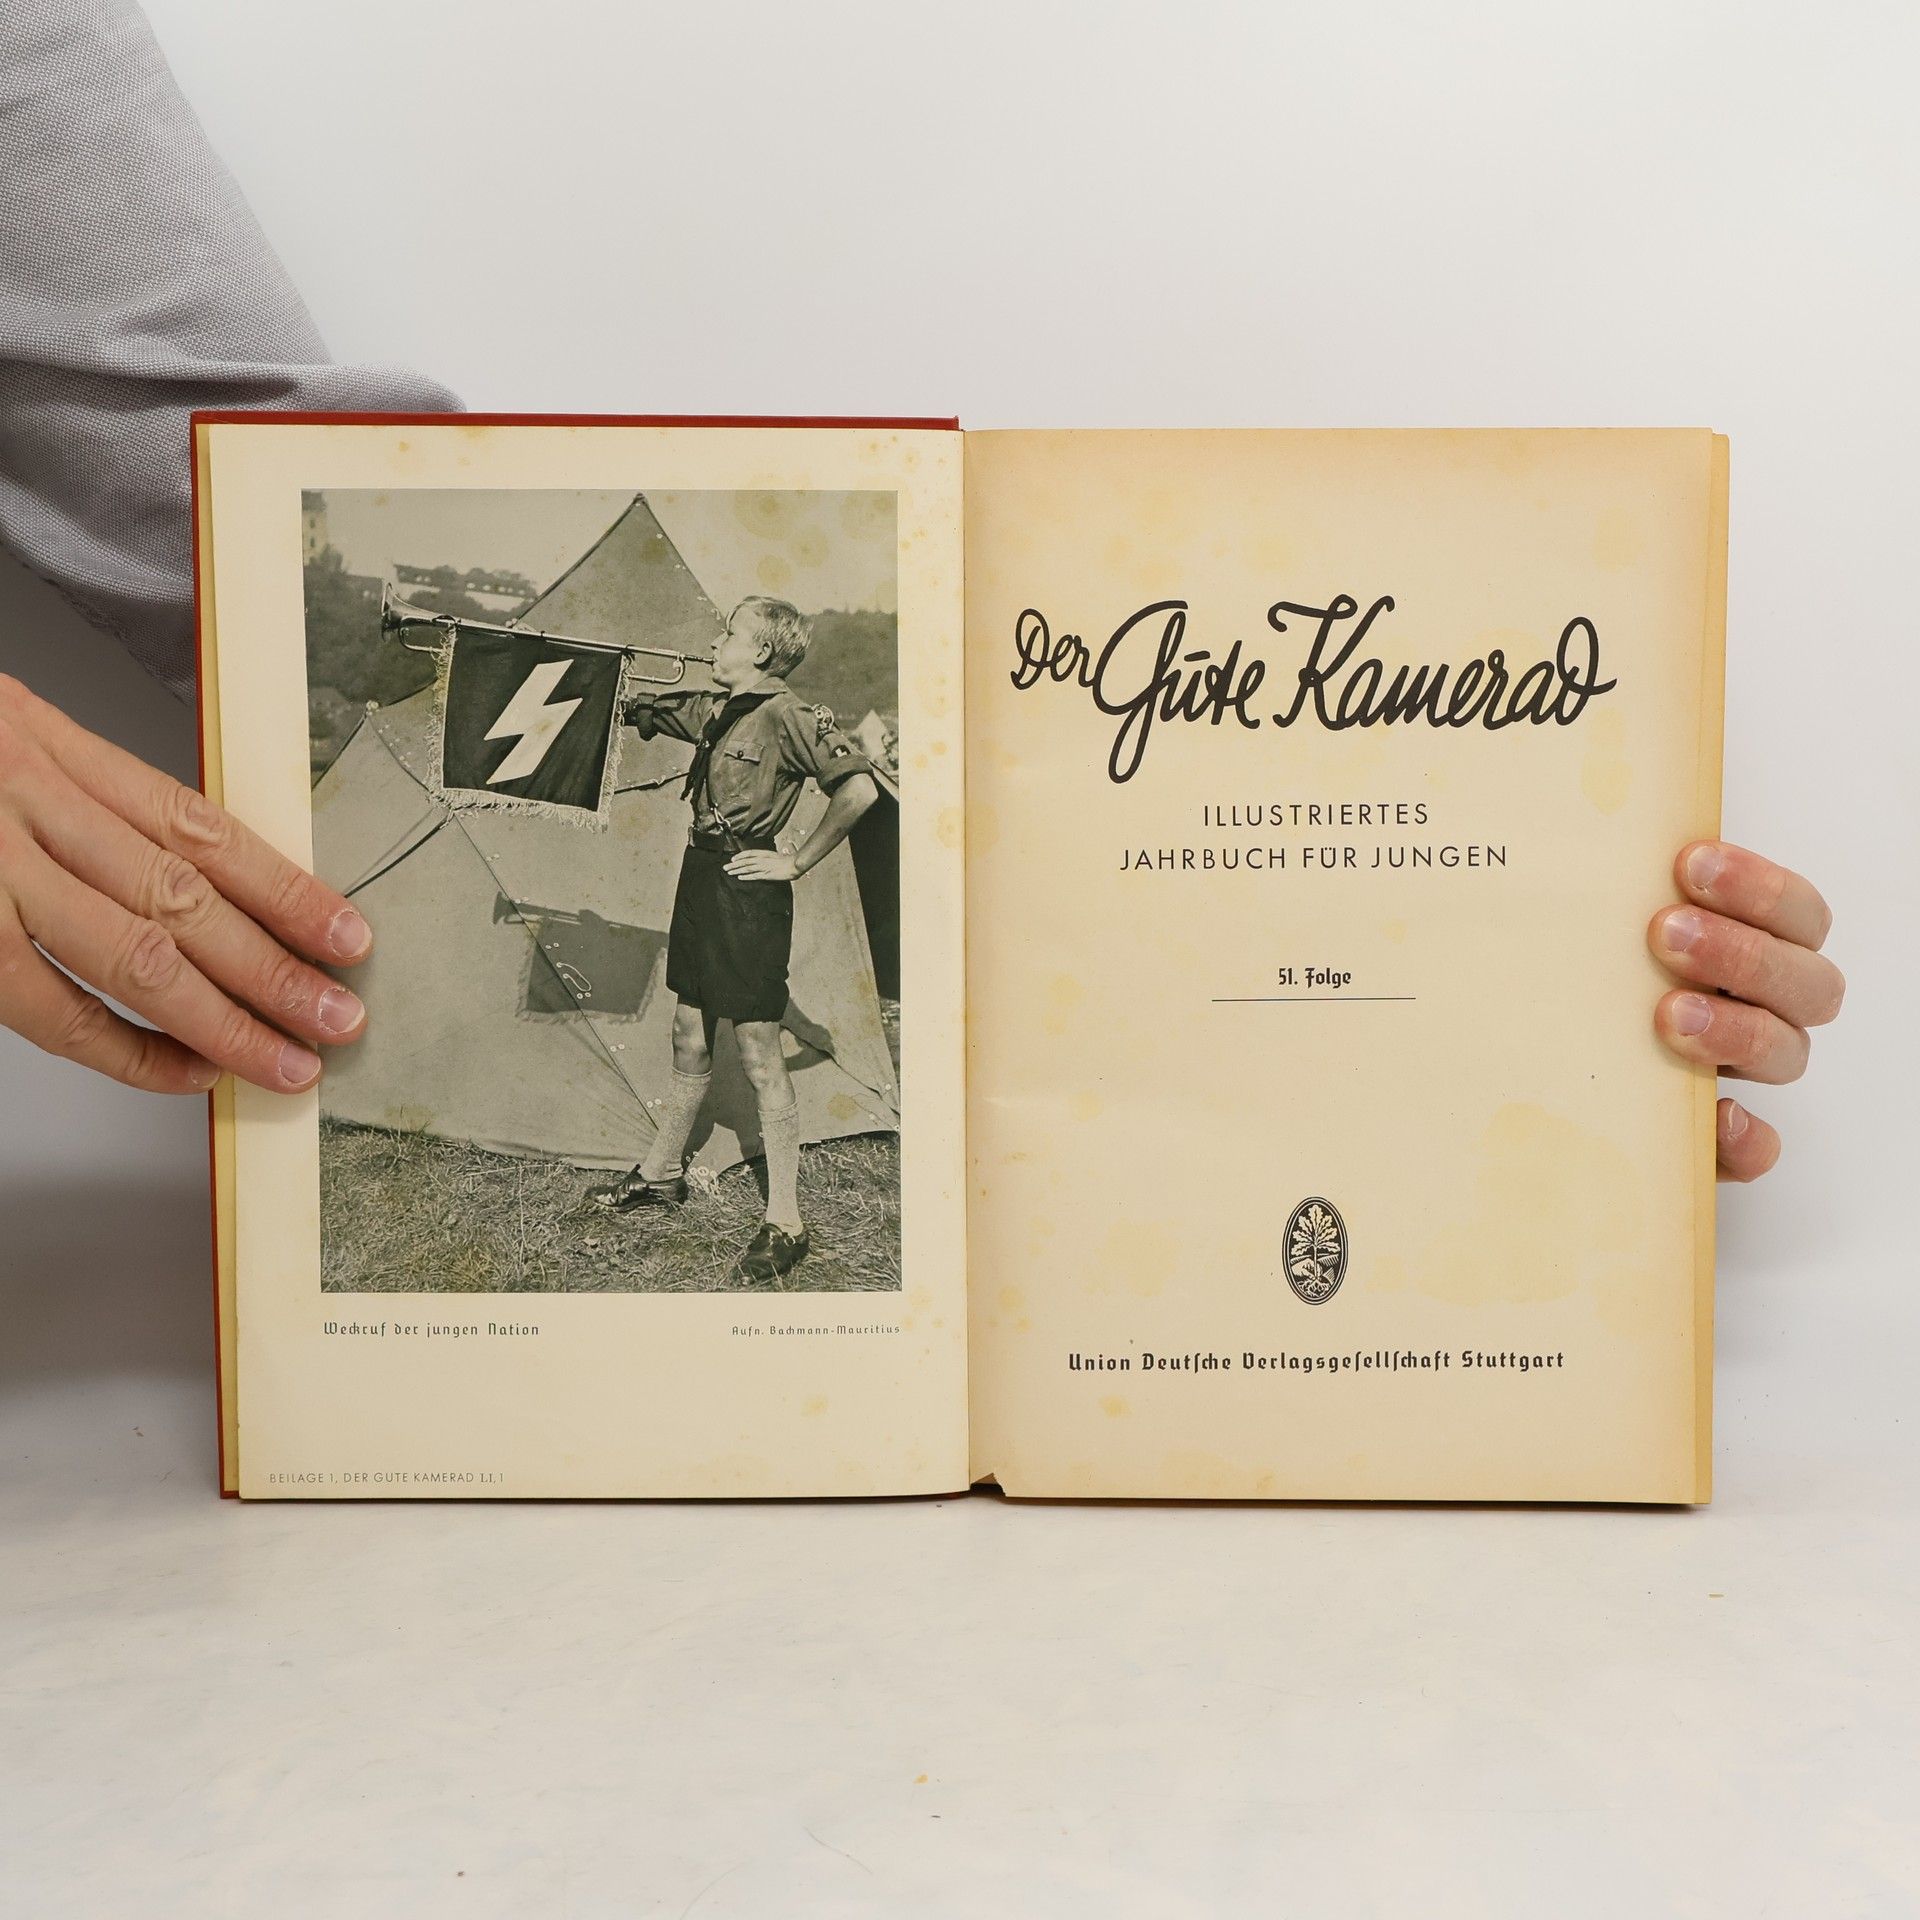 Weckruf der jungen Nation
Aufn. Bachmann-Mauritius
BEILAGE 1, DER GUTE KAMERAD LI, 1
Der Gute Kamerad
ILLUSTRIERTES
JAHRBUCH FÜR JUNGEN
51. Folge
Union Deutſche Verlagsgeſellſchaft Stuttgart